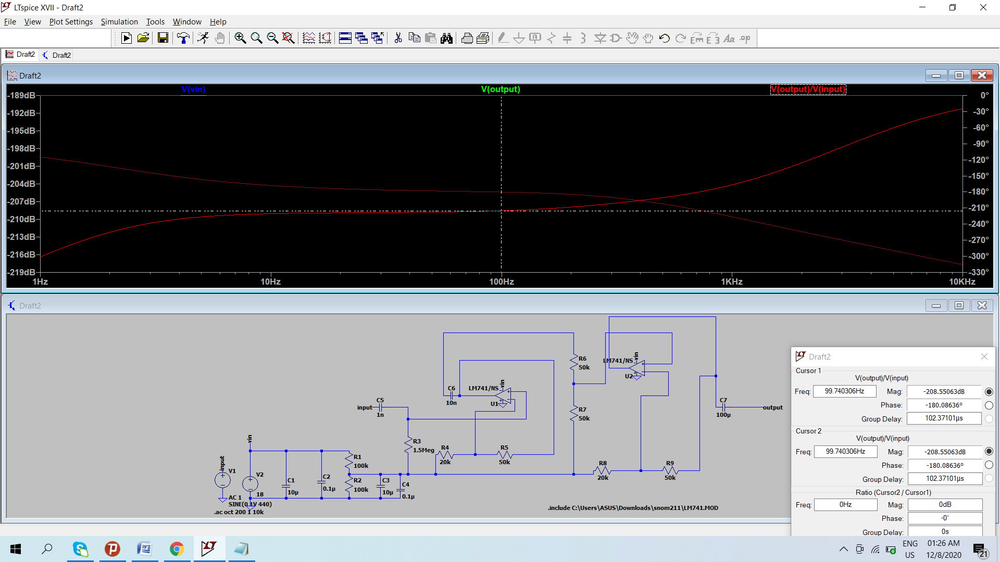 LTspice XVII - Draft2
File View Plot Settings Simulation Tools Window Help
Draft2 Draft2
Draft2
V(vin) V(output) V(output)/V(input)
-189dB 0°
-192dB -30°
-195dB -60°
-198dB -90°
-201dB -120°
-204dB -150°
-207dB -180°
-210dB -210°
-213dB -240°
-216dB -270°
-219dB -300°
-330°
1Hz 10Hz 100Hz 1KHz 10KHz
Draft2
input
V1
AC 1
SINE(0 1V 440)
.ac oct 200 1 10k
vin
V2
18
C1
10µ
C2
0.1µ
R1
100k
R2
100k
C3
10µ
C4
0.1µ
input
C5
1n
R3
1.5Meg
C6
10n
LM741/NS
vin
U1
R4
20k
R5
50k
R6
50k
R7
50k
LM741/NS
vin
U2
R8
20k
R9
50k
C7
100µ
output
.include C:\Users\ASUS\Downloads\snom211\LM741.MOD
Draft2
Cursor 1
V(output)/V(input)
Freq: 99.740306Hz Mag: -208.55063dB
Phase: -180.08636°
Group Delay: 102.37101µs
Cursor 2
V(output)/V(input)
Freq: 99.740306Hz Mag: -208.55063dB
Phase: -180.08636°
Group Delay: 102.37101µs
Ratio (Cursor2 / Cursor1)
Freq: 0Hz Mag: 0dB
Phase: -0°
Group Delay: 0s
ENG
US
01:26 AM
12/8/2020
21